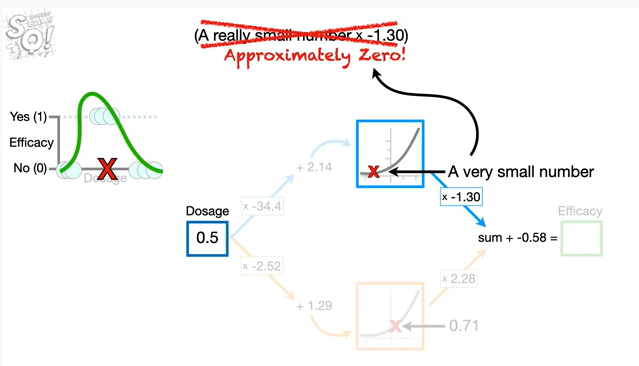 (A really small number x -1.30)
Approximately Zero!
SQ!
Yes (1)
Efficacy
No (0)
Dosage
+ 2.14
A very small number
x -34.4
x -1.30
Dosage
Efficacy
0.5
sum + -0.58 =
x -2.52
x 2.28
+ 1.29
0.71